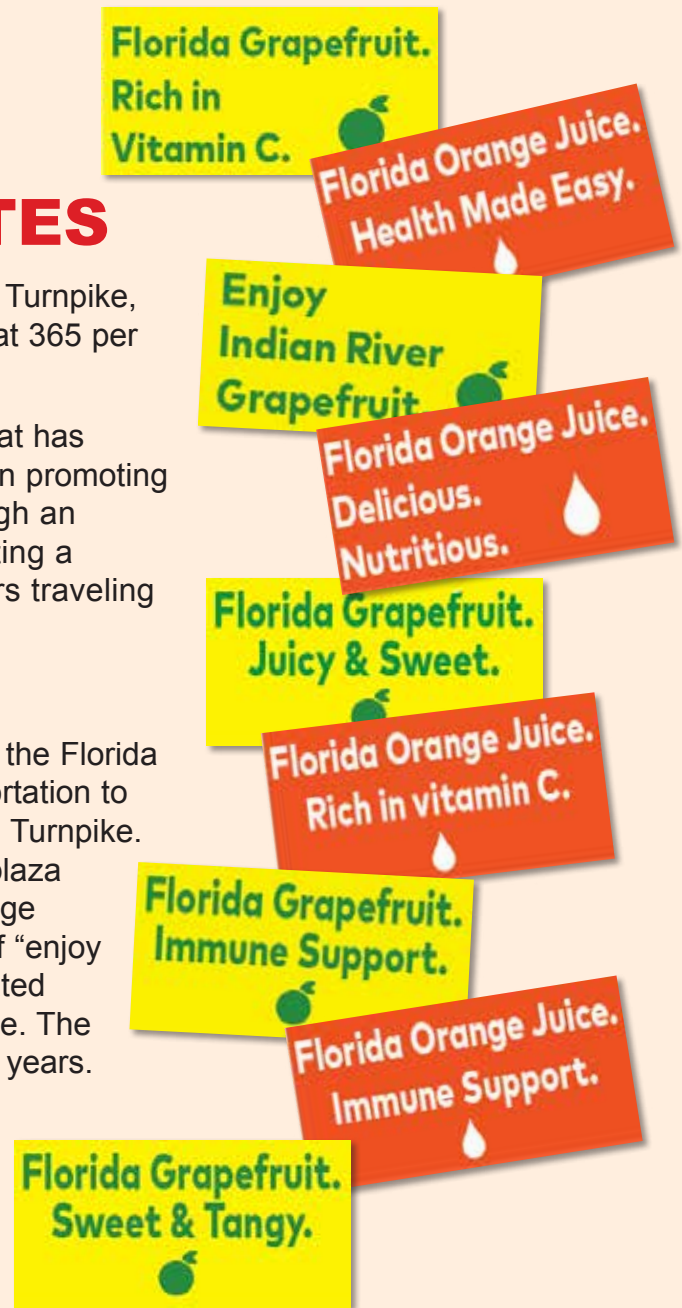 Florida Grapefruit.
Rich in
Vitamin C.
Florida Orange Juice.
Health Made Easy.
TES
Turnpike,
at 365 per
Enjoy
Indian River
Grapefruit.
at has
n promoting
gh an
ting a
rs traveling
Florida Orange Juice.
Delicious.
Nutritious.
Florida Grapefruit.
Juicy & Sweet.
Florida Orange Juice.
Rich in vitamin C.
the Florida
ortation to
Turnpike.
plaza
ge
f “enjoy
ted
e. The
years.
Florida Grapefruit.
Immune Support.
Florida Orange Juice.
Immune Support.
Florida Grapefruit.
Sweet & Tangy.